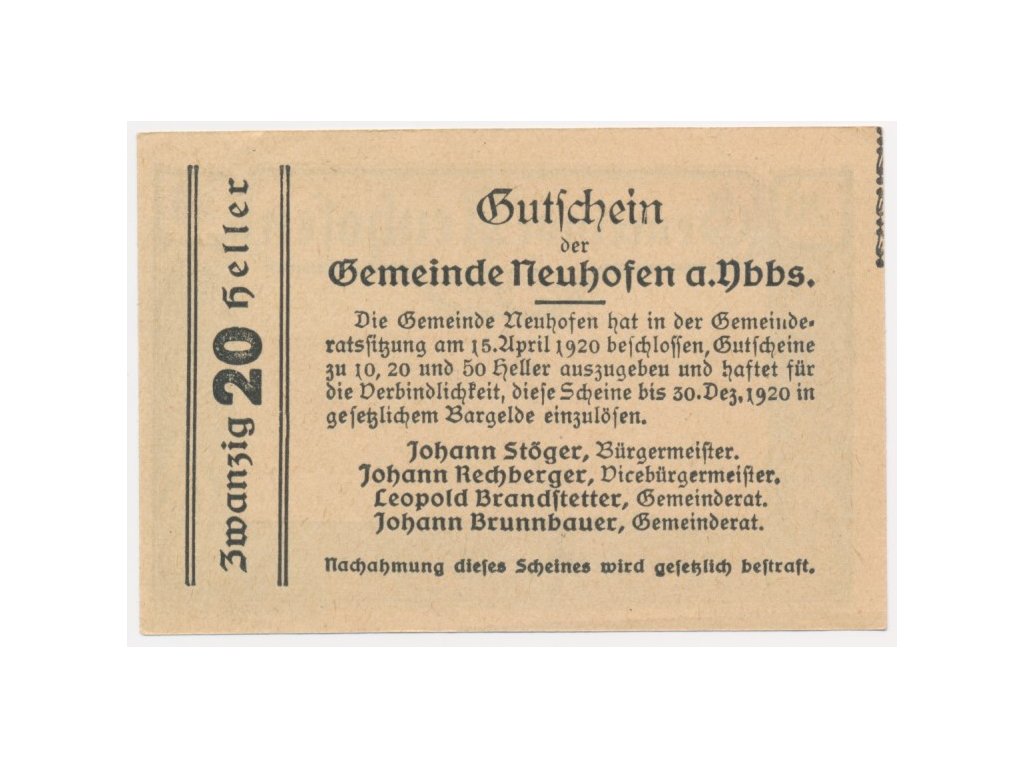 Zwanzig 20 Heller
Gutschein
der
Gemeinde Neuhofen a. Ybbs.
Die Gemeinde Neuhofen hat in der Gemeinde-
ratssitzung am 15. April 1920 beschlossen, Gutscheine
zu 10, 20 und 50 Heller auszugeben und haftet für
die Verbindlichkeit, diese Scheine bis 30. Dez. 1920 in
gesetzlichem Bargelde einzulösen.
Johann Stöger, Bürgermeister.
Johann Rechberger, Vicebürgermeister.
Leopold Brandstetter, Gemeinderat.
Johann Brunnbauer, Gemeinderat.
Nachahmung dieses Scheines wird gesetzlich bestraft.